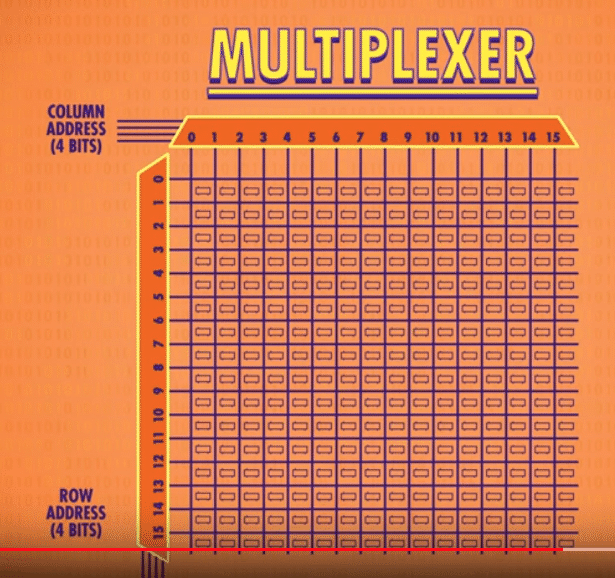 MULTIPLEXER
COLUMN
ADDRESS
(4 BITS)
0 1 2 3 4 5 6 7 8 9 10 11 12 13 14 15
0
1
2
3
4
5
6
7
8
9
10
11
12
13
14
15
ROW
ADDRESS
(4 BITS)